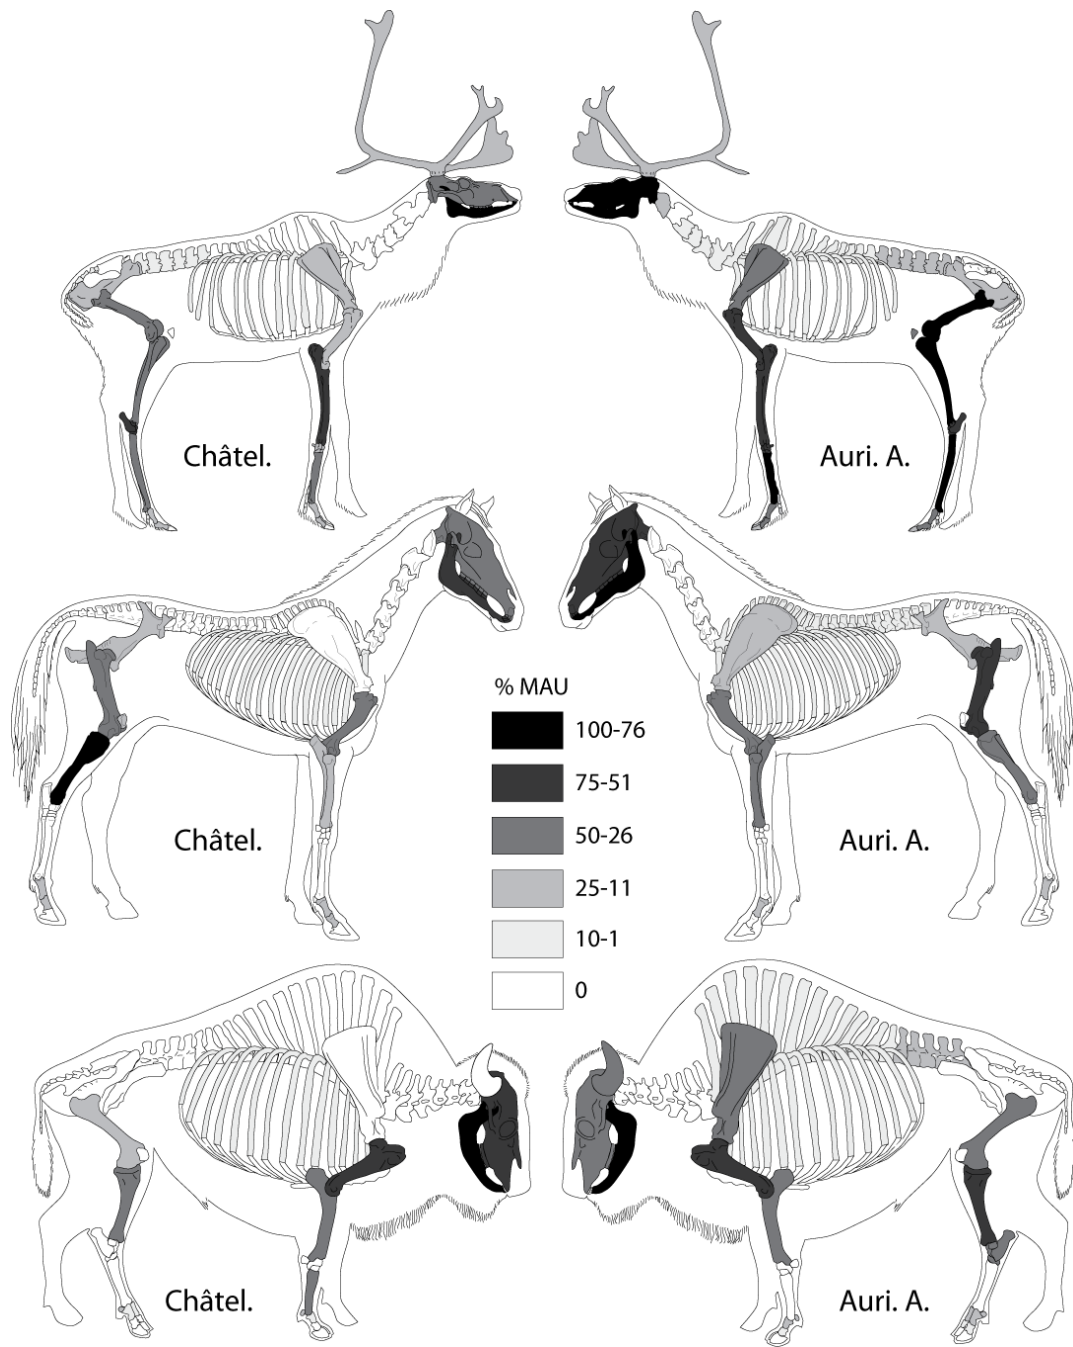 Châtel.
Auri. A.
% MAU
100-76
75-51
50-26
25-11
10-1
0
Châtel.
Auri. A.
Châtel.
Auri. A.